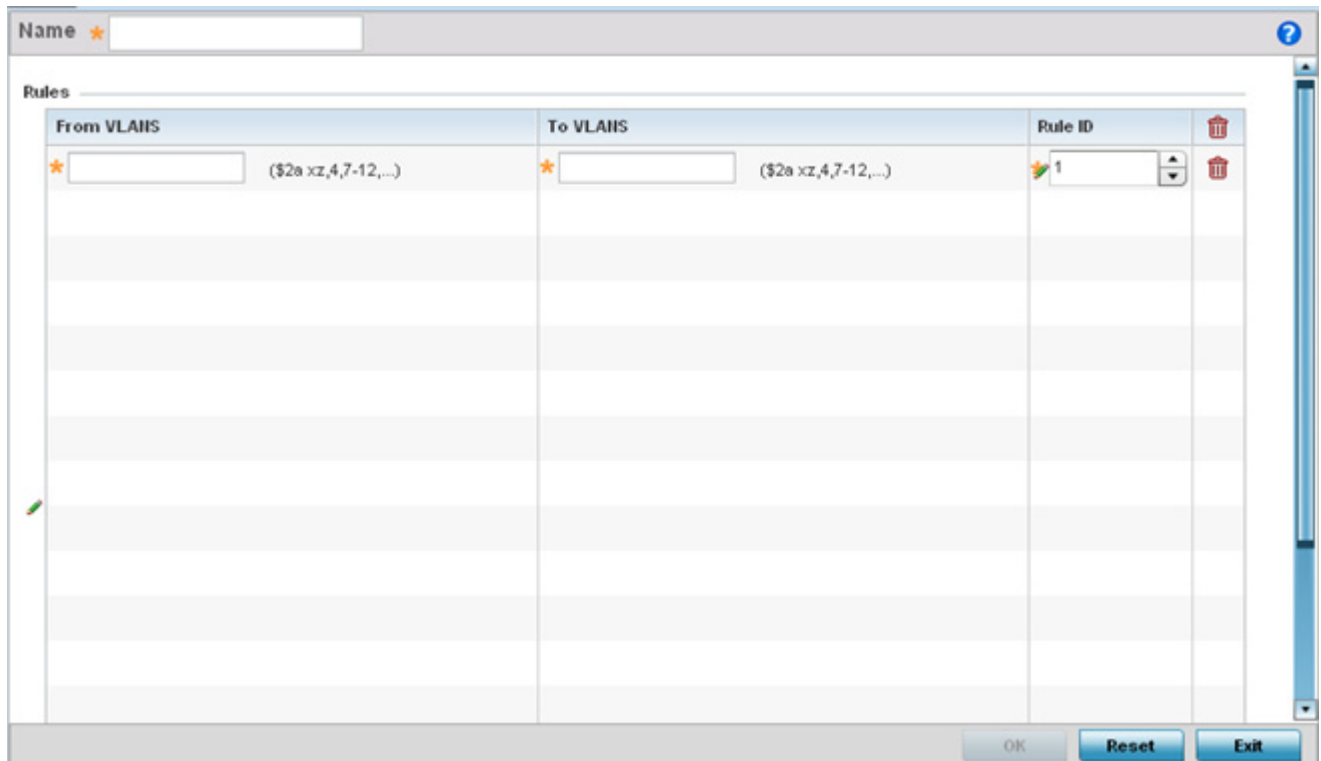 Name *
?
Rules
From VLANS To VLANS Rule ID
* ($2a xz,4,7-12,...) * ($2a xz,4,7-12,...) 1
OK Reset Exit